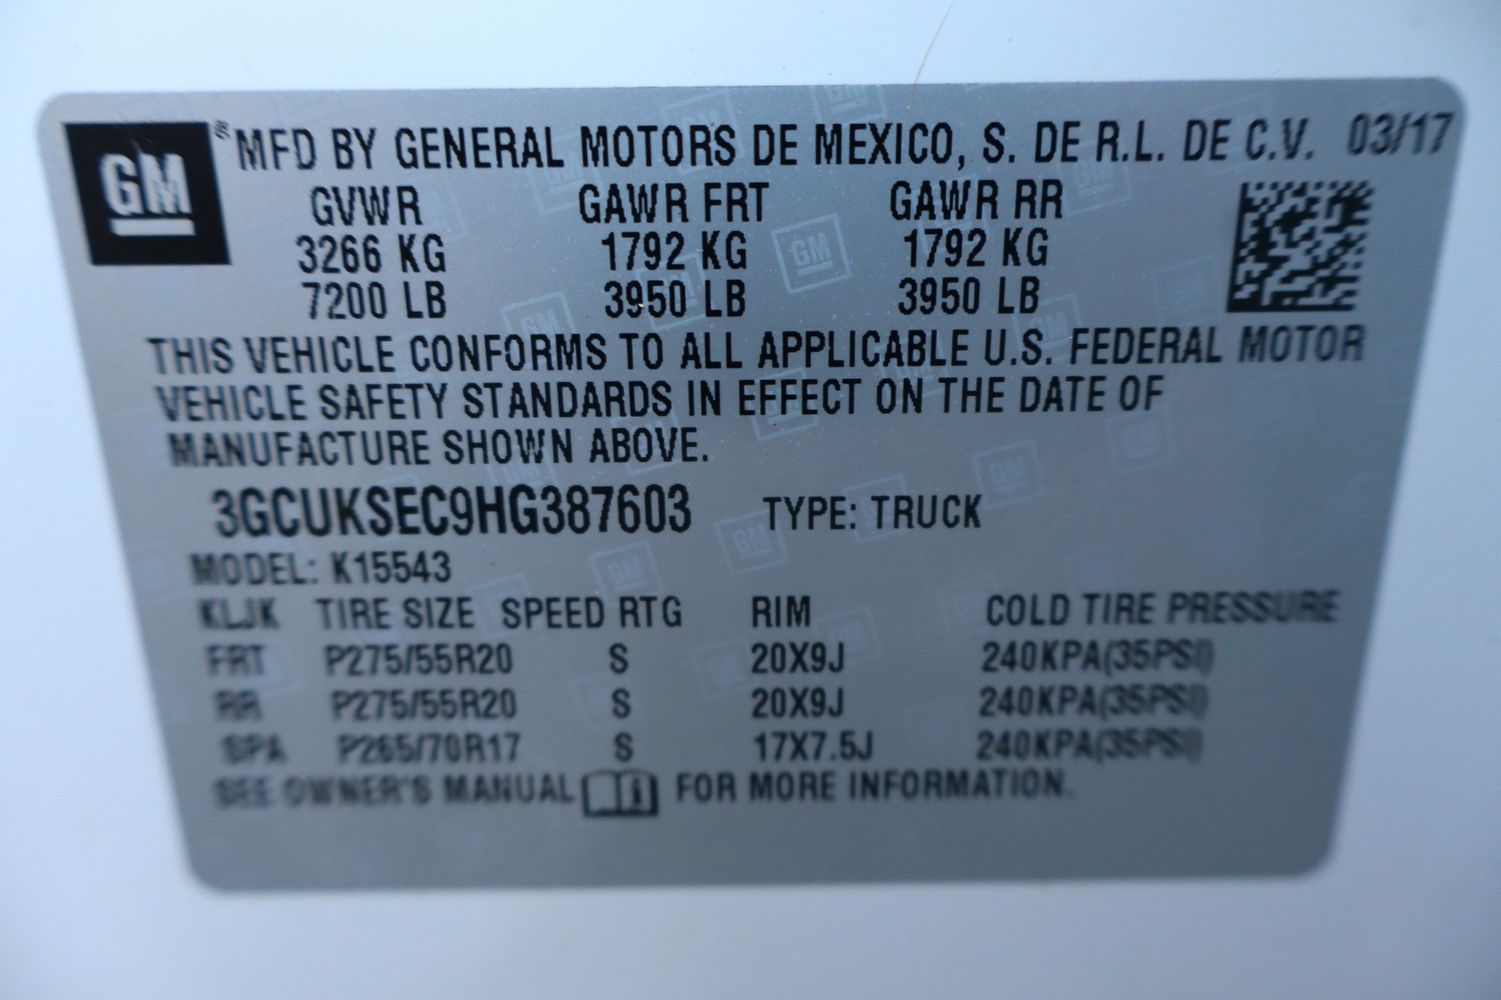 GM ® MFD BY GENERAL MOTORS DE MEXICO, S. DE R.L. DE C.V. 03/17
GVWR GAWR FRT GAWR RR
3266 KG 1792 KG 1792 KG
7200 LB 3950 LB 3950 LB
THIS VEHICLE CONFORMS TO ALL APPLICABLE U.S. FEDERAL MOTOR
VEHICLE SAFETY STANDARDS IN EFFECT ON THE DATE OF
MANUFACTURE SHOWN ABOVE.
3GCUKSEC9HG387603 TYPE: TRUCK
MODEL: K15543
KLJK TIRE SIZE SPEED RTG RIM COLD TIRE PRESSURE
FRT P275/55R20 S 20X9J 240KPA(35PSI)
RR P275/55R20 S 20X9J 240KPA(35PSI)
SPA P265/70R17 S 17X7.5J 240KPA(35PSI)
SEE OWNER'S MANUAL FOR MORE INFORMATION.